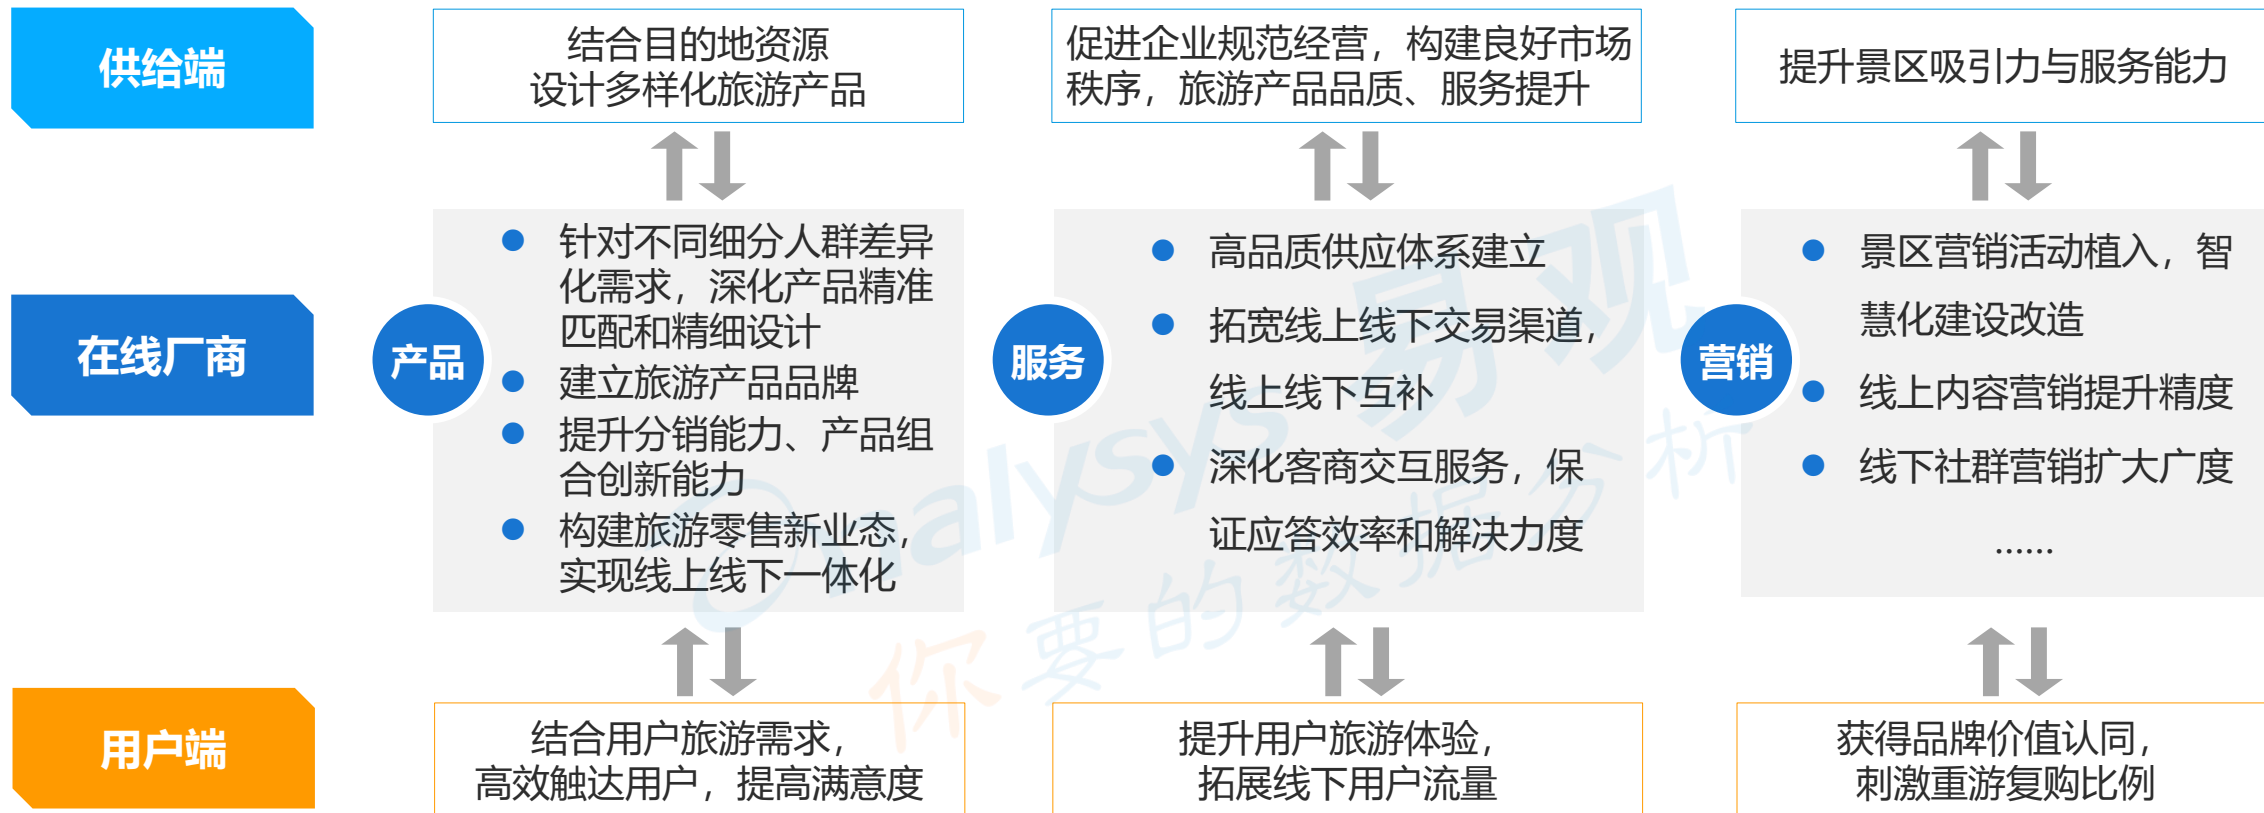 供给端
结合目的地资源
设计多样化旅游产品
促进企业规范经营，构建良好市场
秩序，旅游产品品质、服务提升
提升景区吸引力与服务能力
在线厂商
产品
针对不同细分人群差异
化需求，深化产品精准
匹配和精细设计
建立旅游产品品牌
提升分销能力、产品组
合创新能力
构建旅游零售新业态，
实现线上线下一体化
服务
高品质供应体系建立
拓宽线上线下交易渠道，
线上线下互补
深化客商交互服务，保
证应答效率和解决力度
营销
景区营销活动植入，智
慧化建设改造
线上内容营销提升精度
线下社群营销扩大广度
......
用户端
结合用户旅游需求，
高效触达用户，提高满意度
提升用户旅游体验，
拓展线下用户流量
获得品牌价值认同，
刺激重游复购比例
nalysys 易观
你要的数据分析